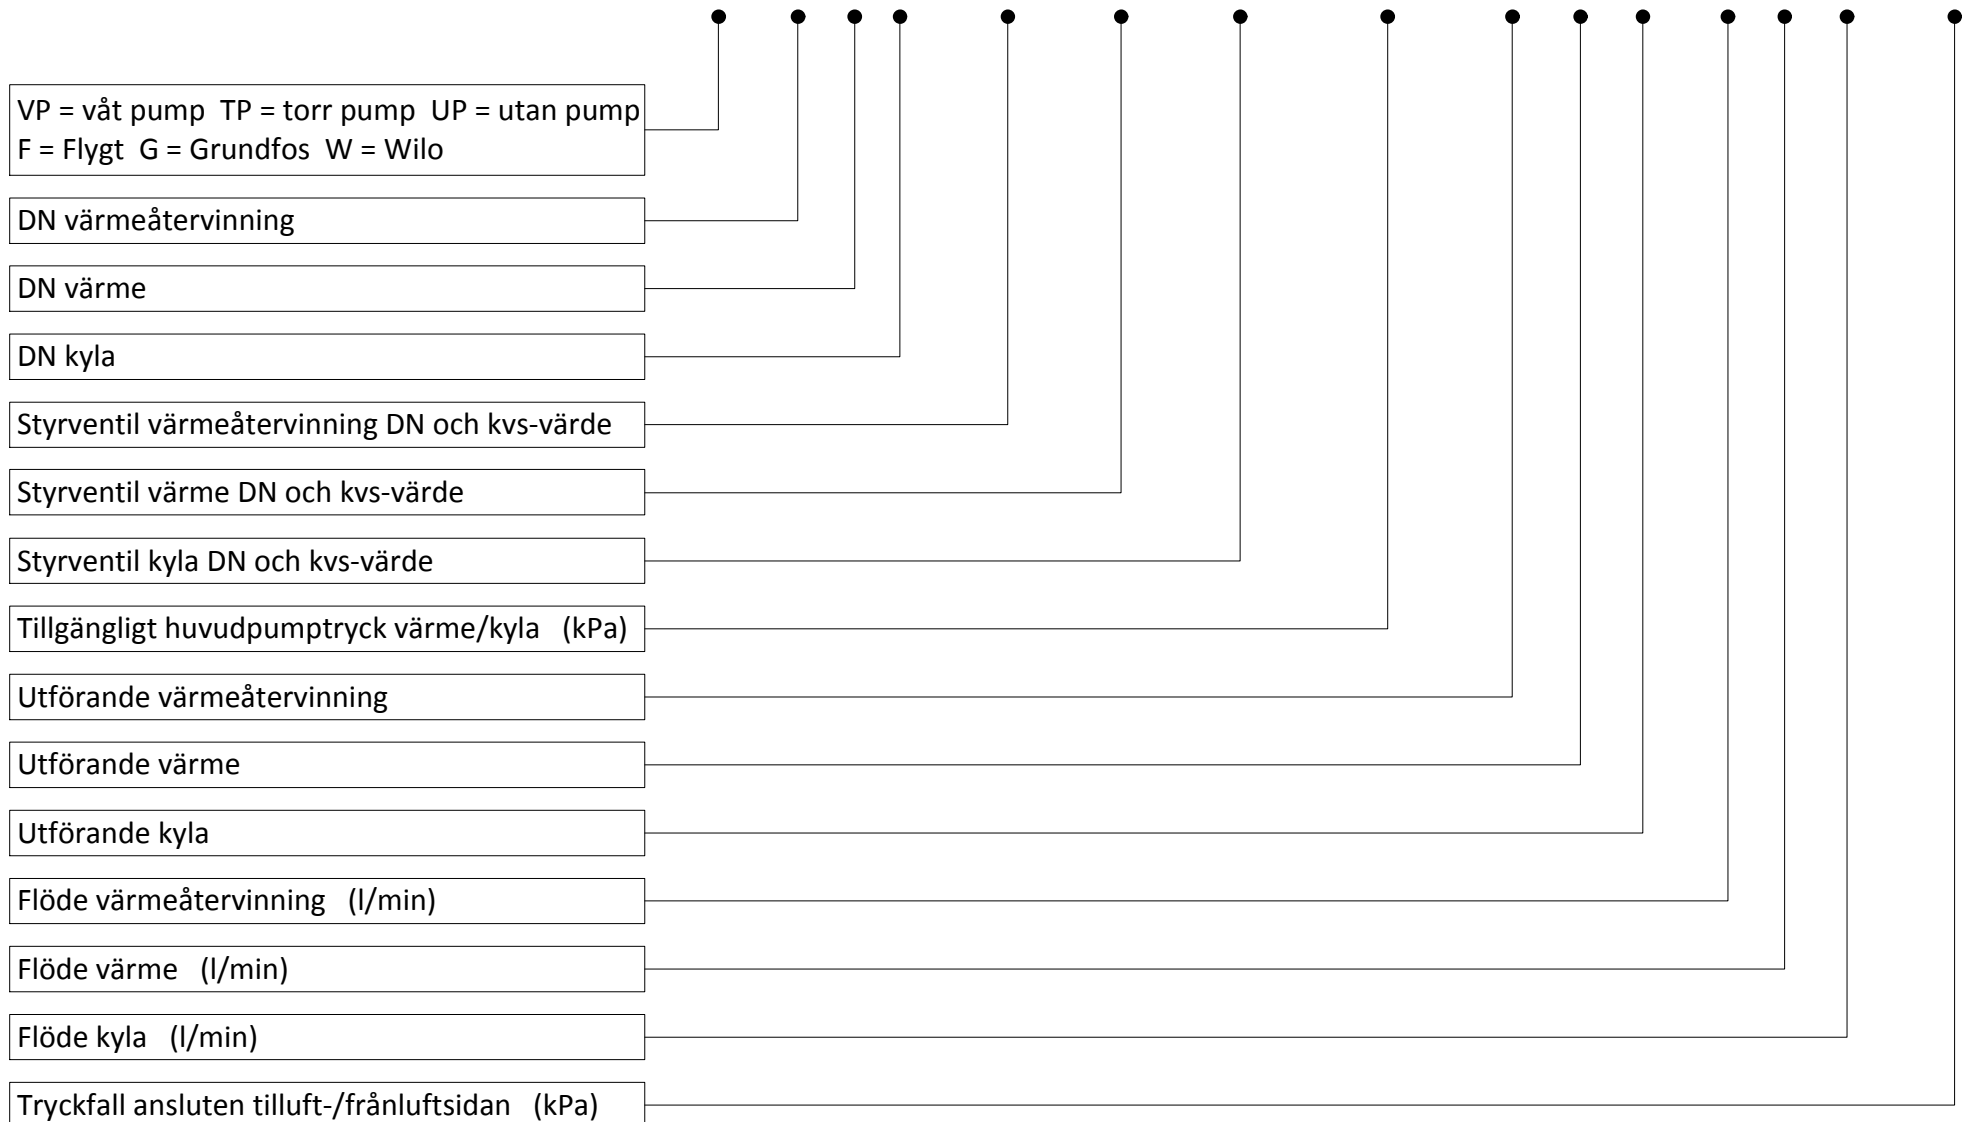 VP = våt pump TP = torr pump UP = utan pump
F = Flygt G = Grundfos W = Wilo
DN värmeåtervinning
DN värme
DN kyla
Styrventil värmeåtervinning DN och kvs-värde
Styrventil värme DN och kvs-värde
Styrventil kyla DN och kvs-värde
Tillgängligt huvudpumptryck värme/kyla (kPa)
Utförande värmeåtervinning
Utförande värme
Utförande kyla
Flöde värmeåtervinning (l/min)
Flöde värme (l/min)
Flöde kyla (l/min)
Tryckfall ansluten tilluft-/frånluftsidan (kPa)